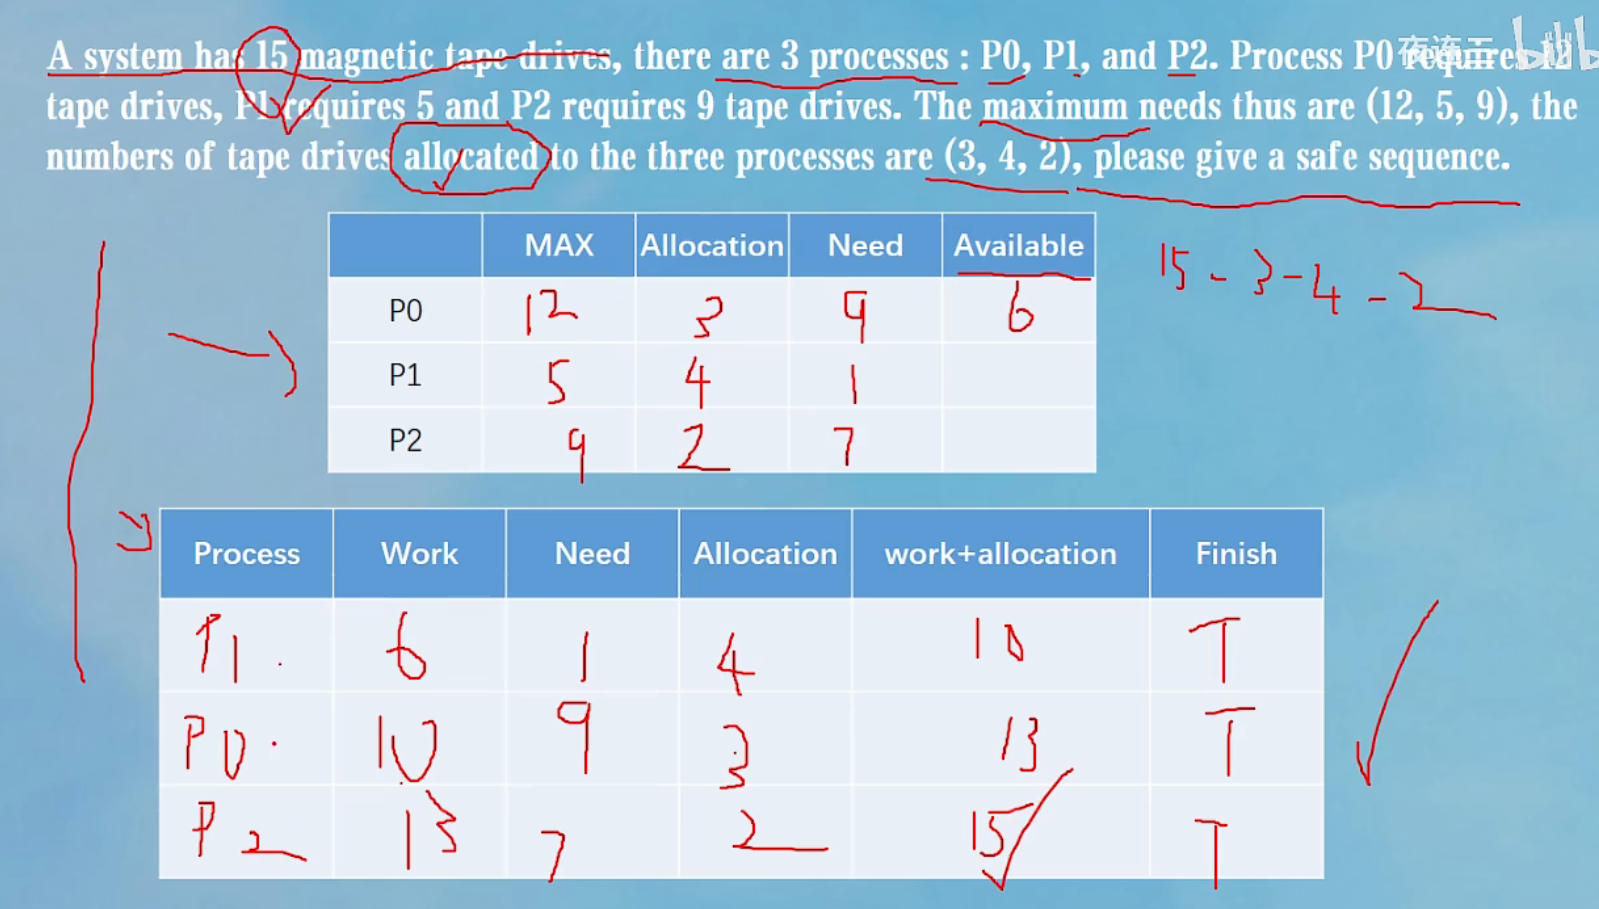 A system has 15 magnetic tape drives, there are 3 processes : P0, P1, and P2. Process P0 requires 12
tape drives, P1 requires 5 and P2 requires 9 tape drives. The maximum needs thus are (12, 5, 9), the
numbers of tape drives allocated to the three processes are (3, 4, 2), please give a safe sequence.
MAX Allocation Need Available
15 - 3 - 4 - 2
P0 12 3 9 6
P1 5 4 1
P2 9 2 7
Process Work Need Allocation work+allocation Finish
P1 6 1 4 10 T
P0 10 9 3 13 T
P2 13 7 2 15 T